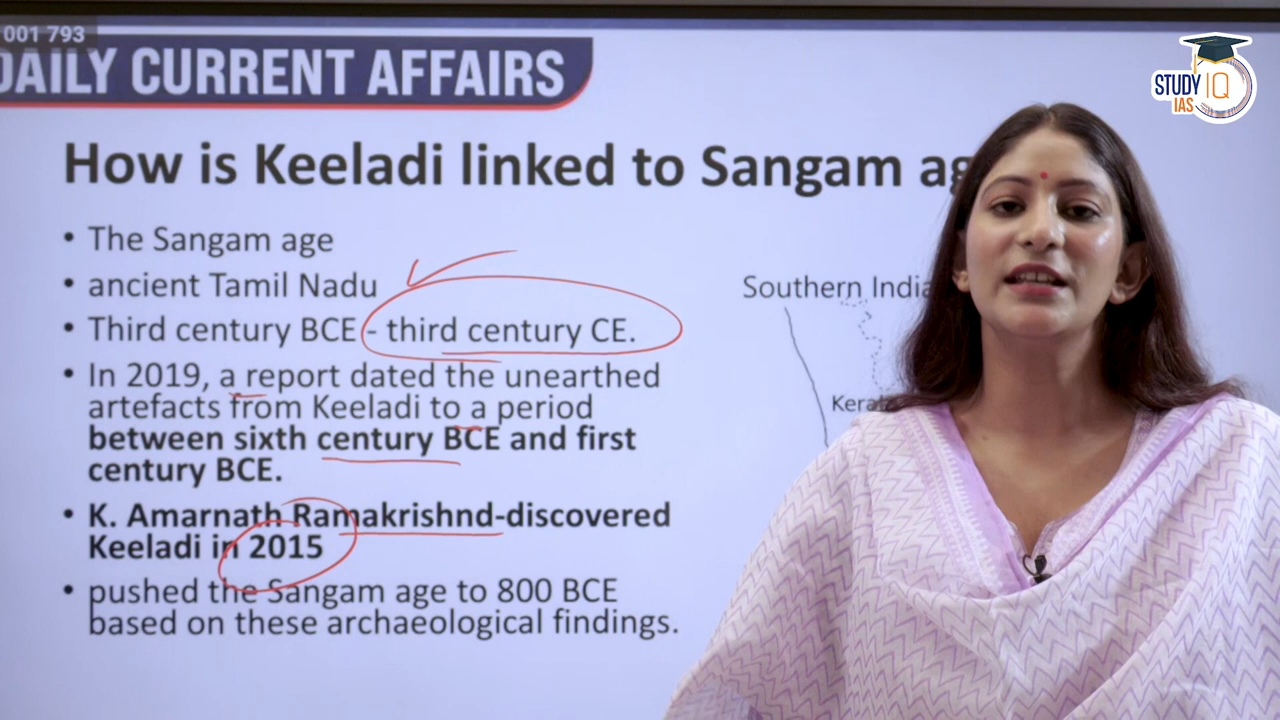 001 793
DAILY CURRENT AFFAIRS
STUDY IQ
IAS
How is Keeladi linked to Sangam ag
• The Sangam age
• ancient Tamil Nadu
• Third century BCE - third century CE.
• In 2019, a report dated the unearthed
artefacts from Keeladi to a period
between sixth century BCE and first
century BCE.
• K. Amarnath Ramakrishnd-discovered
Keeladi in 2015
• pushed the Sangam age to 800 BCE
based on these archaeological findings.
Southern India
Kerala